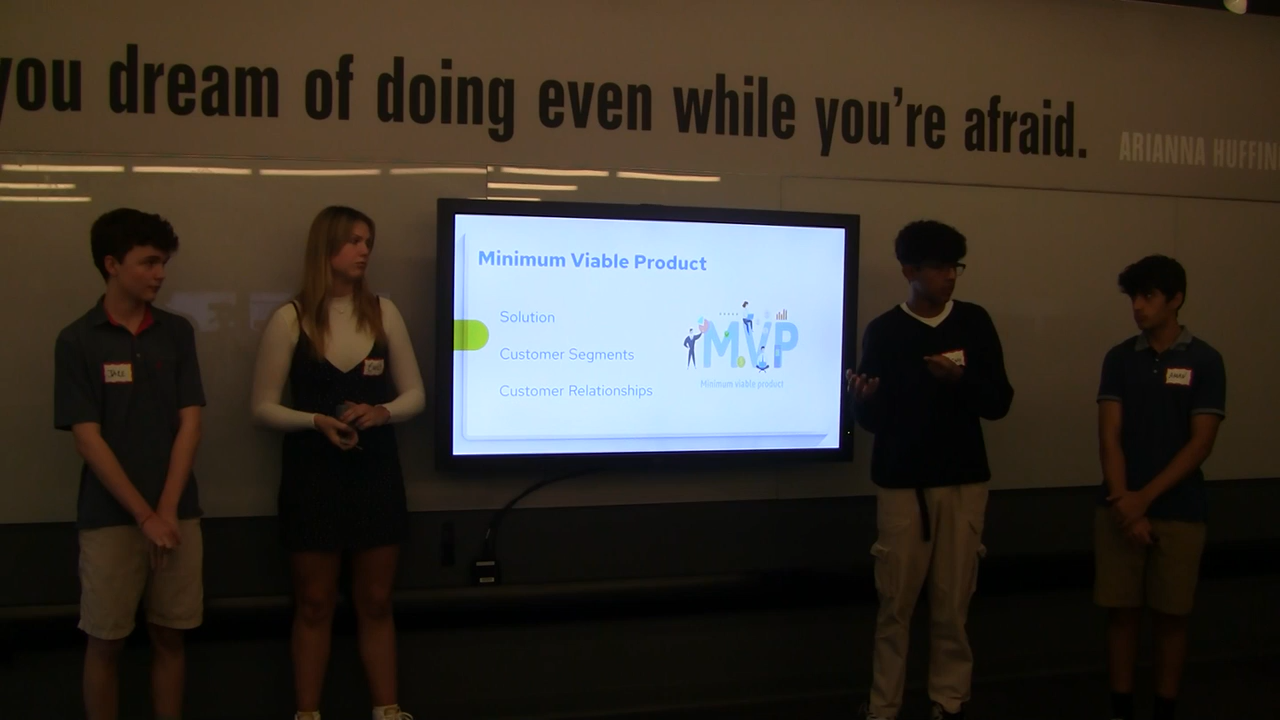 you dream of doing even while you're afraid.
ARIANNA HUFFIN
Minimum Viable Product
Solution
Customer Segments
Customer Relationships
MVP
Minimum viable product